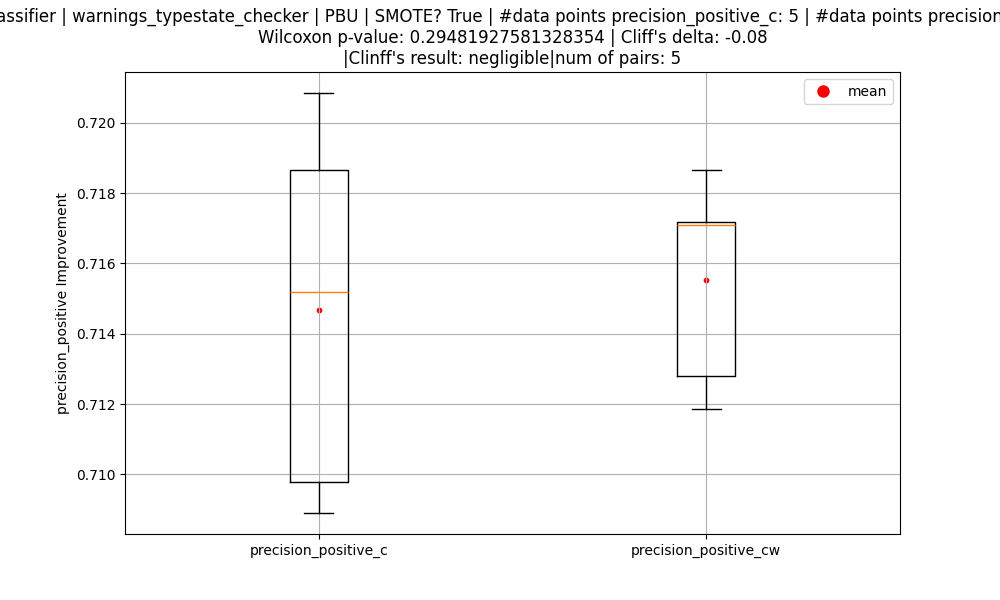 assifier | warnings_typestate_checker | PBU | SMOTE? True | #data points precision_positive_c: 5 | #data points precision
Wilcoxon p-value: 0.29481927581328354 | Cliff's delta: -0.08
|Clinff's result: negligible|num of pairs: 5
mean
0.720
0.718
0.716
0.714
0.712
0.710
precision_positive Improvement
precision_positive_c
precision_positive_cw